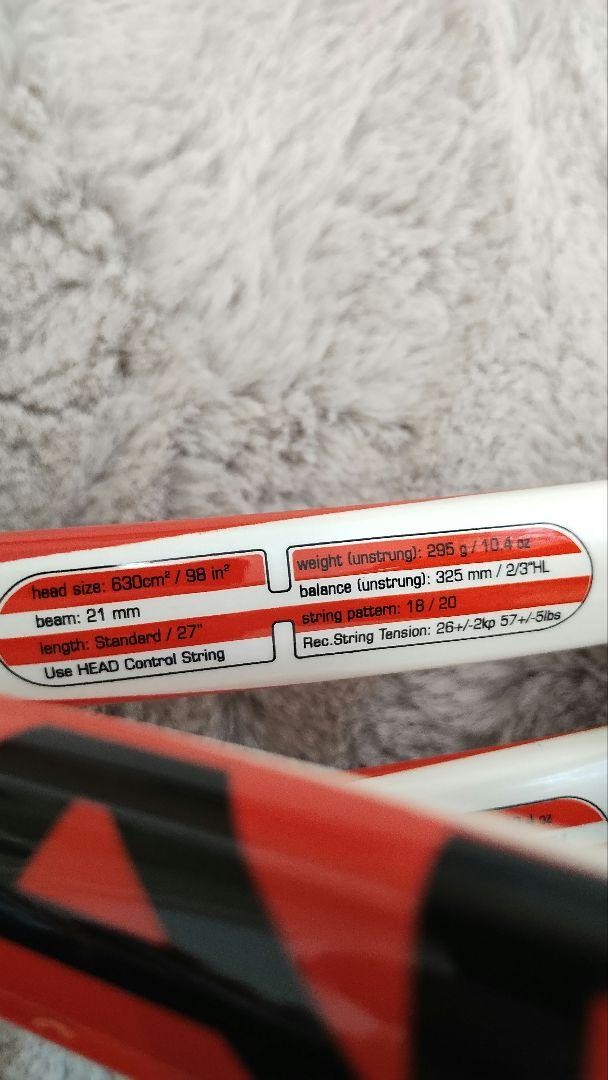 head size: 630cm² / 98 in²
beam: 21 mm
length: Standard / 27"
Use HEAD Control String
weight (unstrung): 295 g / 10.4 oz
balance (unstrung): 325 mm / 2/3"HL
string pattern: 18 / 20
Rec.String Tension: 26+/-2kp 57+/-5lbs
oz